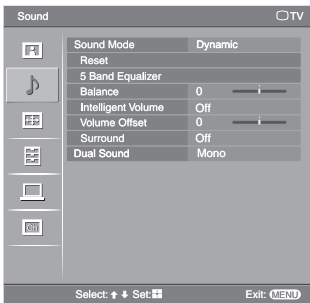 Sound TV
Sound Mode Dynamic
Reset
5 Band Equalizer
Balance 0
Intelligent Volume Off
Volume Offset 0
Surround Off
Dual Sound Mono
Select: Set: Exit: MENU